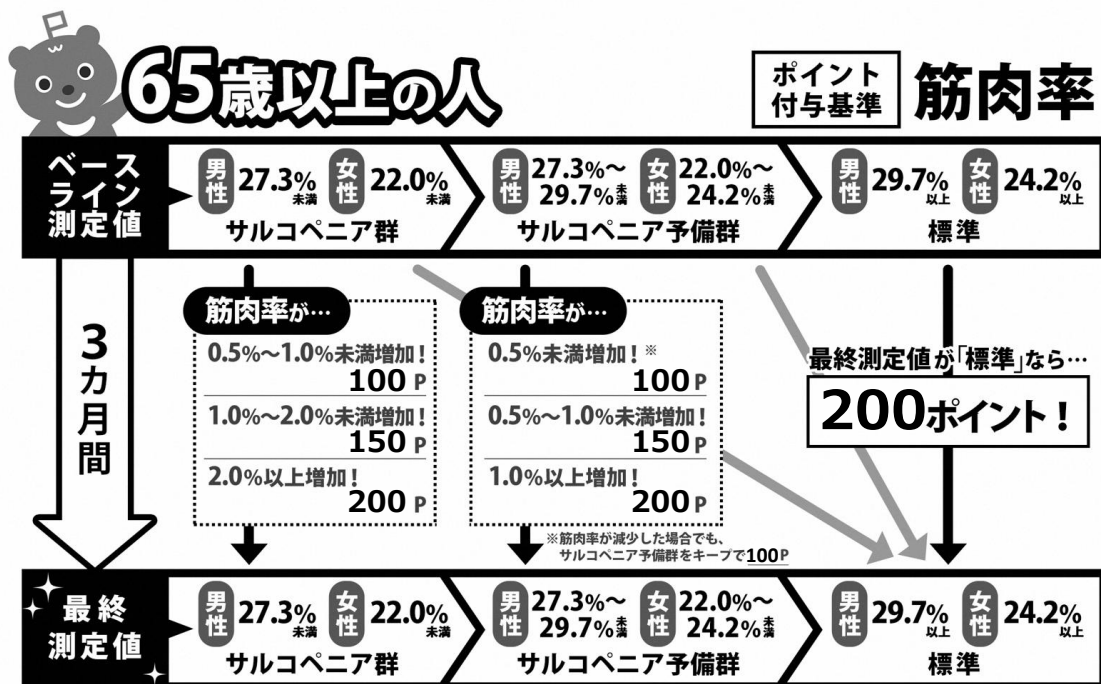 65歳以上の人
ポイント
付与基準
筋肉率
ベース
ライン
測定値
男性 27.3%未満 女性 22.0%未満
サルコペニア群
男性 27.3%~29.7%未満 女性 22.0%~24.2%未満
サルコペニア予備群
男性 29.7%以上 女性 24.2%以上
標準
3カ月間
筋肉率が…
0.5%~1.0%未満増加!
100 P
1.0%~2.0%未満増加!
150 P
2.0%以上増加!
200 P
筋肉率が…
0.5%未満増加!※
100 P
0.5%~1.0%未満増加!
150 P
1.0%以上増加!
200 P
※筋肉率が減少した場合でも、
サルコペニア予備群をキープで100P
最終測定値が「標準」なら…
200ポイント!
最終
測定値
男性 27.3%未満 女性 22.0%未満
サルコペニア群
男性 27.3%~29.7%未満 女性 22.0%~24.2%未満
サルコペニア予備群
男性 29.7%以上 女性 24.2%以上
標準